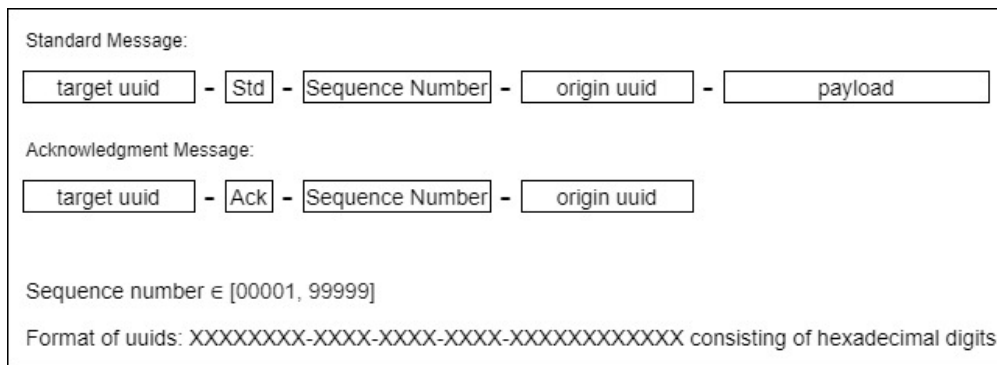 Standard Message:
target uuid - Std - Sequence Number - origin uuid - payload
Acknowledgment Message:
target uuid - Ack - Sequence Number - origin uuid
Sequence number ∈ [00001, 99999]
Format of uuids: XXXXXXXX-XXXX-XXXX-XXXX-XXXXXXXXXXXX consisting of hexadecimal digits